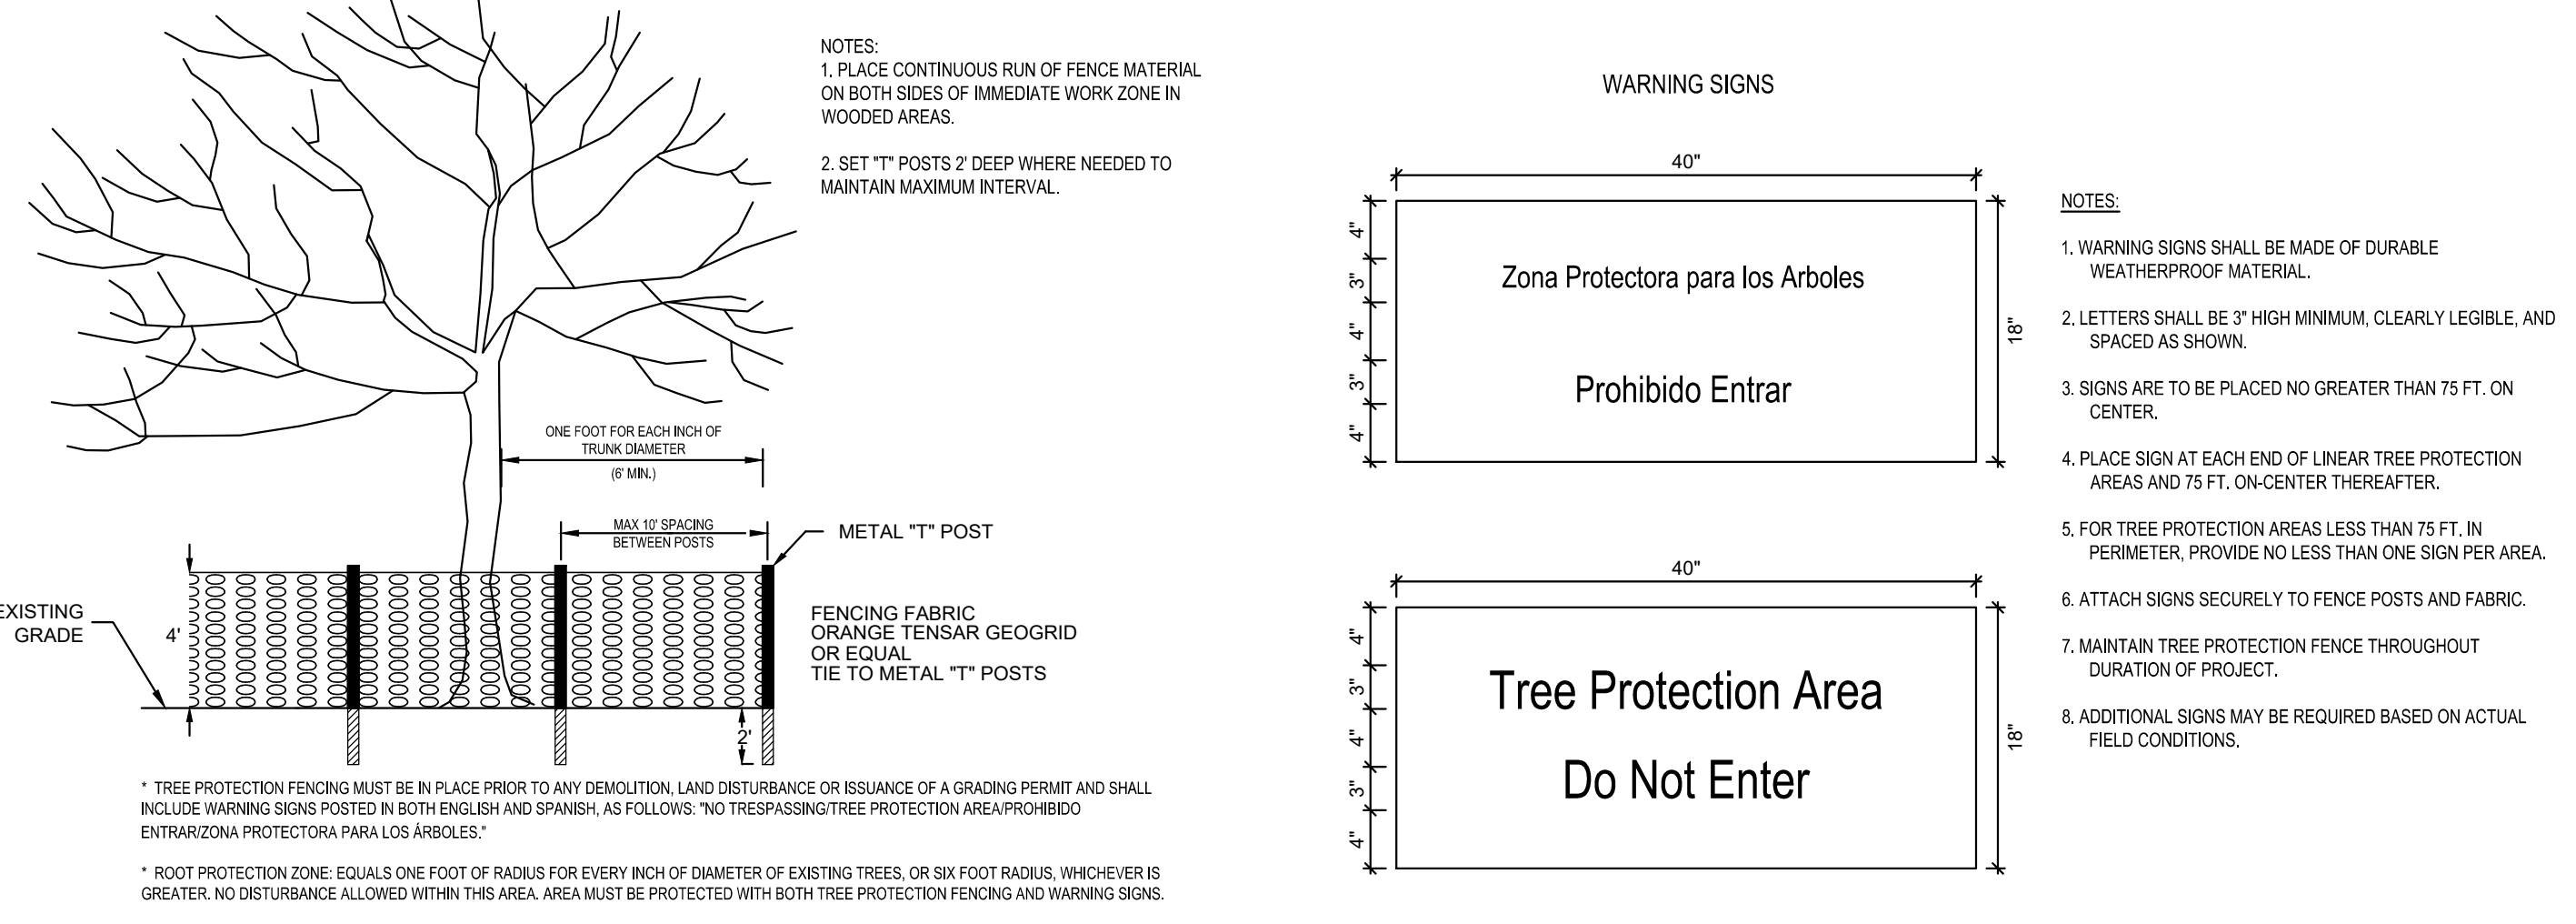 NOTES:
1. PLACE CONTINUOUS RUN OF FENCE MATERIAL
ON BOTH SIDES OF IMMEDIATE WORK ZONE IN
WOODED AREAS.
2. SET "T" POSTS 2' DEEP WHERE NEEDED TO
MAINTAIN MAXIMUM INTERVAL.
ONE FOOT FOR EACH INCH OF
TRUNK DIAMETER
(6' MIN.)
MAX 10' SPACING
BETWEEN POSTS
METAL "T" POST
EXISTING
GRADE
4'
FENCING FABRIC
ORANGE TENSAR GEOGRID
OR EQUAL
TIE TO METAL "T" POSTS
2'
* TREE PROTECTION FENCING MUST BE IN PLACE PRIOR TO ANY DEMOLITION, LAND DISTURBANCE OR ISSUANCE OF A GRADING PERMIT AND SHALL
INCLUDE WARNING SIGNS POSTED IN BOTH ENGLISH AND SPANISH, AS FOLLOWS: "NO TRESPASSING/TREE PROTECTION AREA/PROHIBIDO
ENTRAR/ZONA PROTECTORA PARA LOS ÁRBOLES."
* ROOT PROTECTION ZONE: EQUALS ONE FOOT OF RADIUS FOR EVERY INCH OF DIAMETER OF EXISTING TREES, OR SIX FOOT RADIUS, WHICHEVER IS
GREATER. NO DISTURBANCE ALLOWED WITHIN THIS AREA. AREA MUST BE PROTECTED WITH BOTH TREE PROTECTION FENCING AND WARNING SIGNS.
WARNING SIGNS
40"
4"
3"
4"
3"
4"
Zona Protectora para los Arboles
Prohibido Entrar
18"
40"
4"
3"
4"
3"
4"
Tree Protection Area
Do Not Enter
18"
NOTES:
1. WARNING SIGNS SHALL BE MADE OF DURABLE
WEATHERPROOF MATERIAL.
2. LETTERS SHALL BE 3" HIGH MINIMUM, CLEARLY LEGIBLE, AND
SPACED AS SHOWN.
3. SIGNS ARE TO BE PLACED NO GREATER THAN 75 FT. ON
CENTER.
4. PLACE SIGN AT EACH END OF LINEAR TREE PROTECTION
AREAS AND 75 FT. ON-CENTER THEREAFTER.
5. FOR TREE PROTECTION AREAS LESS THAN 75 FT. IN
PERIMETER, PROVIDE NO LESS THAN ONE SIGN PER AREA.
6. ATTACH SIGNS SECURELY TO FENCE POSTS AND FABRIC.
7. MAINTAIN TREE PROTECTION FENCE THROUGHOUT
DURATION OF PROJECT.
8. ADDITIONAL SIGNS MAY BE REQUIRED BASED ON ACTUAL
FIELD CONDITIONS.